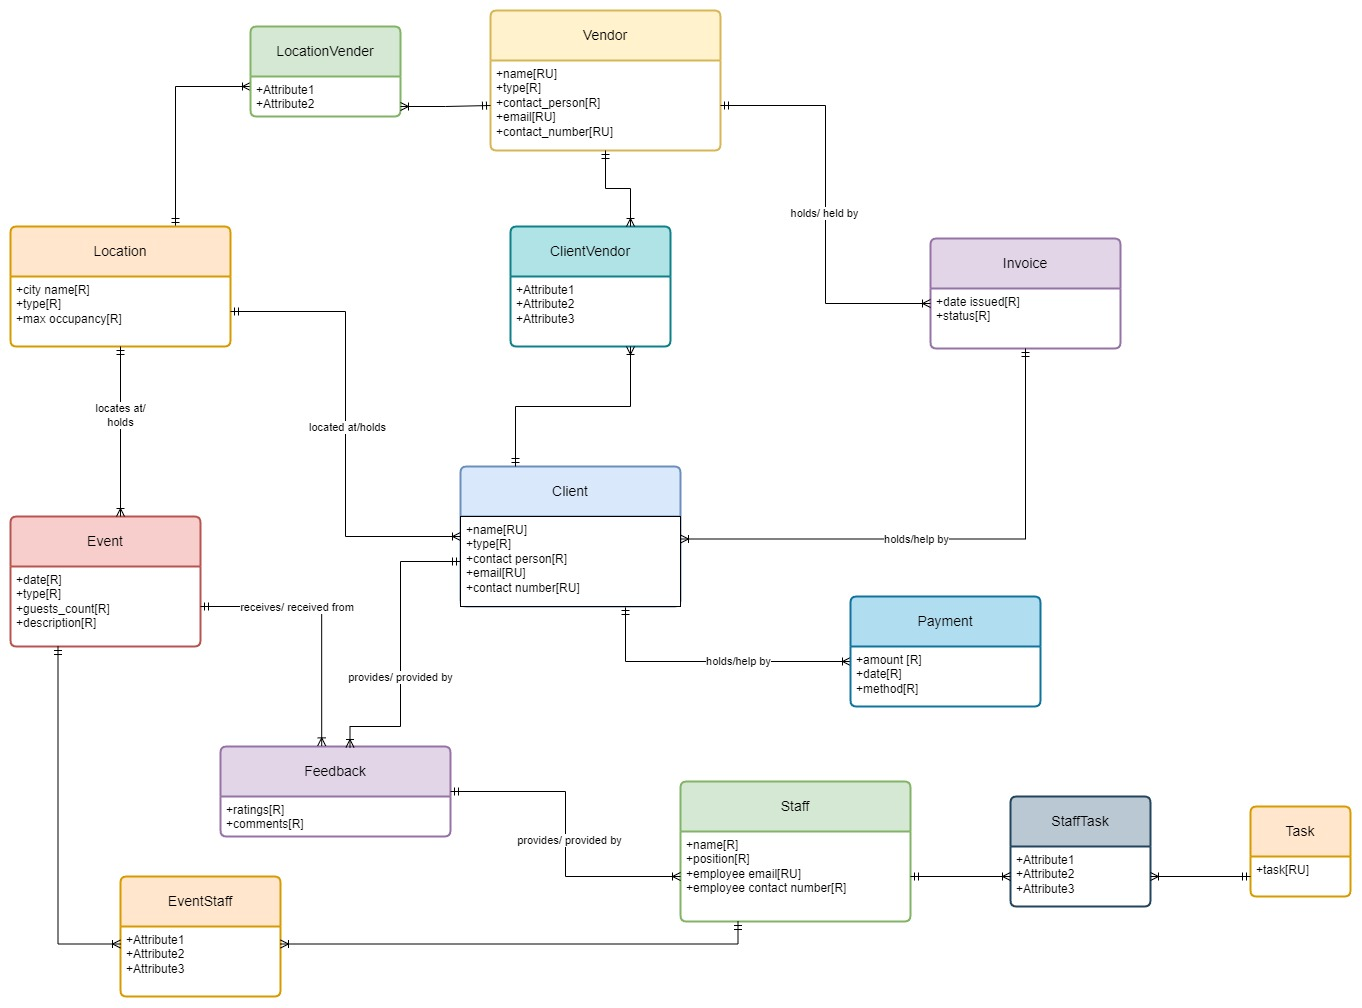 LocationVender
+Attribute1
+Attribute2
Vendor
+name[RU]
+type[R]
+contact_person[R]
+email[RU]
+contact_number[RU]
holds/ held by
Location
+city name[R]
+type[R]
+max occupancy[R]
ClientVendor
+Attribute1
+Attribute2
+Attribute3
Invoice
+date issued[R]
+status[R]
locates at/
holds
located at/holds
Client
+name[RU]
+type[R]
+contact person[R]
+email[RU]
+contact number[RU]
holds/help by
Event
+date[R]
+type[R]
+guests_count[R]
+description[R]
receives/ received from
provides/ provided by
holds/help by
Payment
+amount [R]
+date[R]
+method[R]
Feedback
+ratings[R]
+comments[R]
provides/ provided by
Staff
+name[R]
+position[R]
+employee email[RU]
+employee contact number[R]
StaffTask
+Attribute1
+Attribute2
+Attribute3
Task
+task[RU]
EventStaff
+Attribute1
+Attribute2
+Attribute3